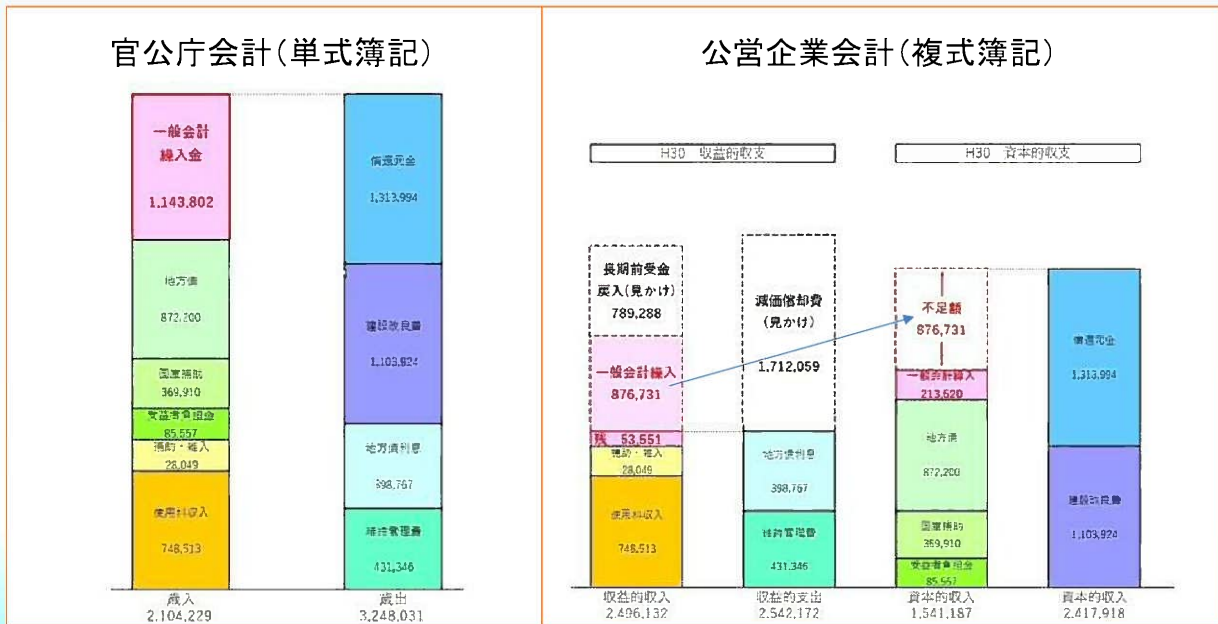 官公庁会計(単式簿記)
一般会計
繰入金
1,143,802
地方債
872,200
国庫補助
369,910
受益者負担金
85,557
補助・雑入
28,049
使用料収入
748,513
歳入
2,104,229
償還元金
1,313,994
建設改良費
1,103,924
地方債利息
398,767
維持管理費
431,346
歳出
3,248,031
公営企業会計(複式簿記)
H30 収益的収支
長期前受金
戻入(見かけ)
789,288
一般会計繰入
876,731
残 53,551
補助・雑入
28,049
使用料収入
748,513
収益的収入
2,496,132
減価償却費
(見かけ)
1,712,059
地方債利息
398,767
維持管理費
431,346
収益的支出
2,542,172
H30 資本的収支
不足額
876,731
一般会計繰入
213,520
地方債
872,200
国庫補助
369,910
受益者負担金
85,557
資本的収入
1,541,187
償還元金
1,313,994
建設改良費
1,103,924
資本的収入
2,417,918